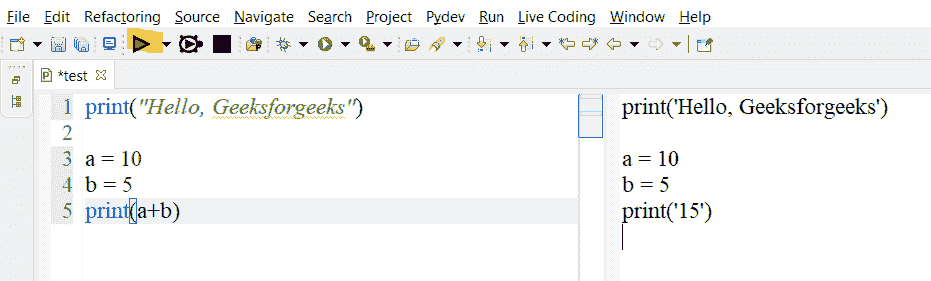 File Edit Refactoring Source Navigate Search Project Pydev Run Live Coding Window Help
*test
1 print("Hello, Geeksforgeeks")
2
3 a = 10
4 b = 5
5 print(a+b)
print('Hello, Geeksforgeeks')
a = 10
b = 5
print('15')